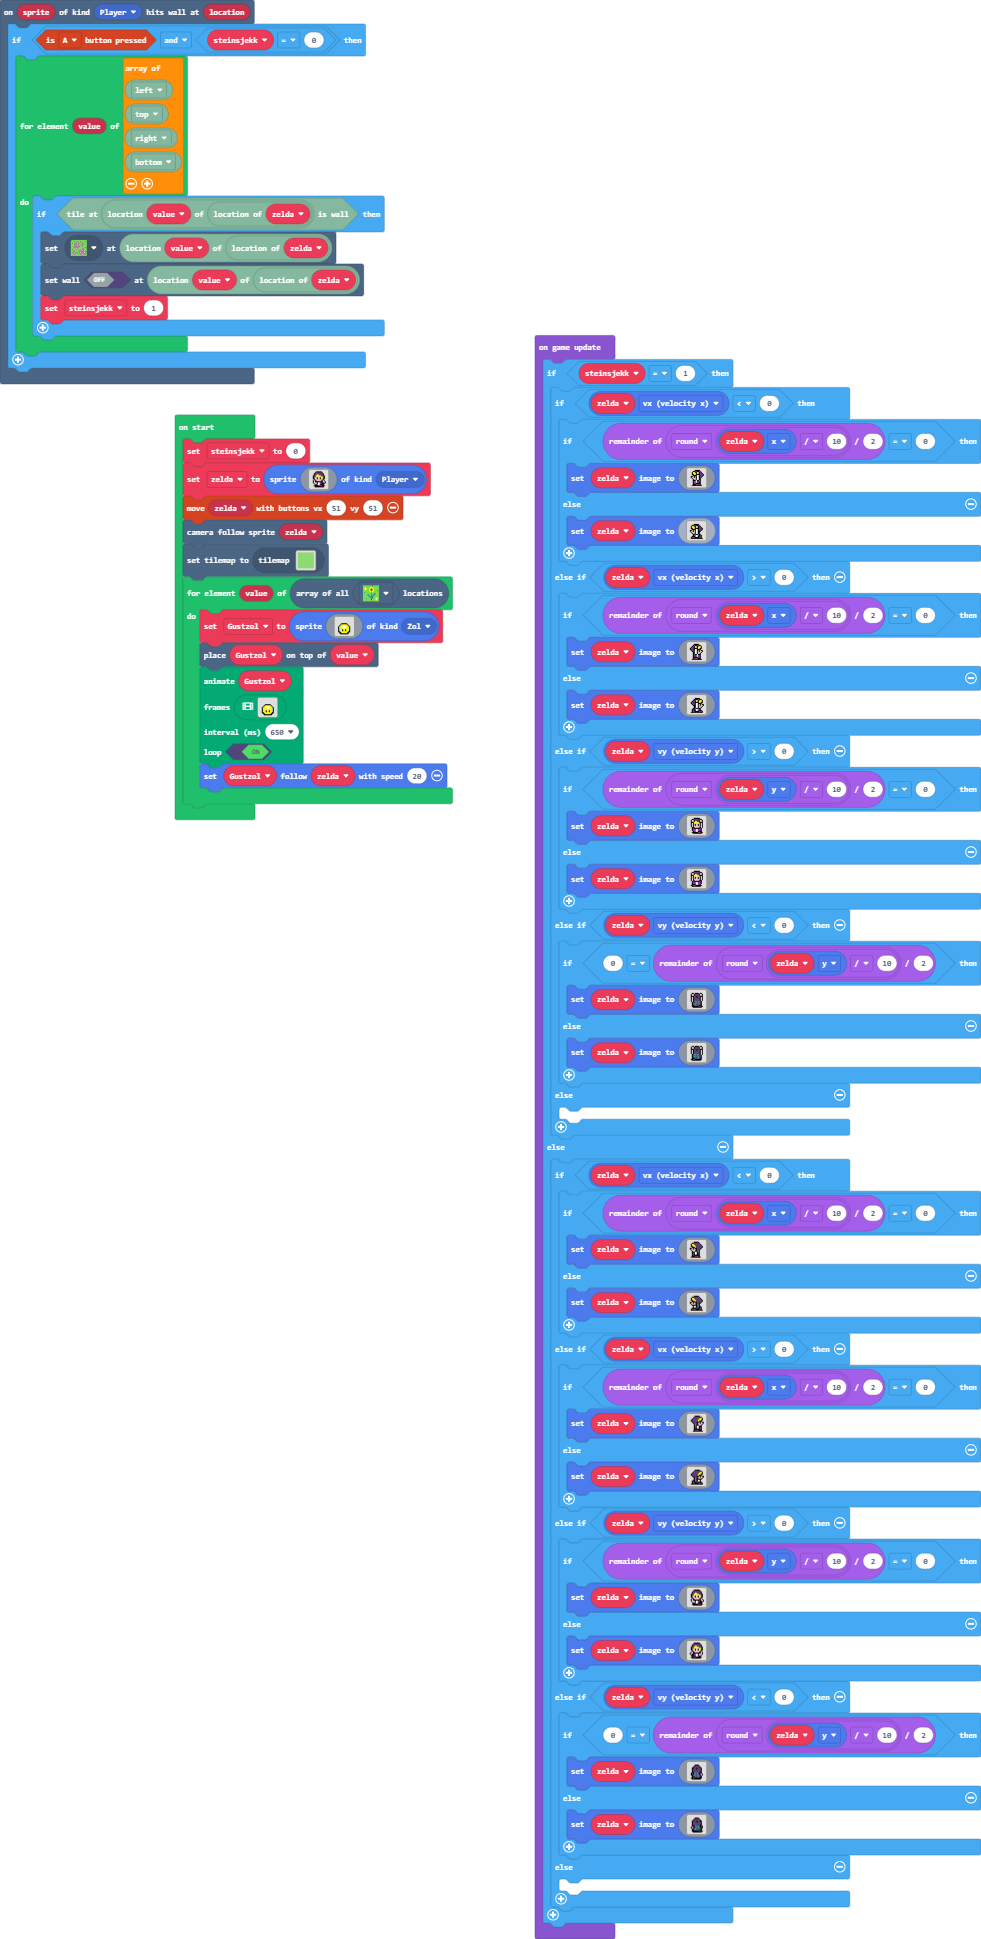 on sprite of kind Player hits wall at location
if is A button pressed and steinsjekk = 0 then
array of
left
top
for element value of
right
bottom
do
if tile at location value of location of zelda is wall then
set at location value of location of zelda
set wall OFF at location value of location of zelda
set steinsjekk to 1
on start
set steinsjekk to 0
set zelda to sprite of kind Player
move zelda with buttons vx 51 vy 51
camera follow sprite zelda
set tilemap to tilemap
for element value of array of all locations
do
set Gustzol to sprite of kind Zol
place Gustzol on top of value
animate Gustzol
frames
interval (ms) 650
loop ON
set Gustzol follow zelda with speed 20
on game update
if steinsjekk = 1 then
if zelda vx (velocity x) < 0 then
if remainder of round zelda x / 10 / 2 = 0 then
set zelda image to
else
set zelda image to
else if zelda vx (velocity x) > 0 then
if remainder of round zelda x / 10 / 2 = 0 then
set zelda image to
else
set zelda image to
else if zelda vy (velocity y) > 0 then
if remainder of round zelda y / 10 / 2 = 0 then
set zelda image to
else
set zelda image to
else if zelda vy (velocity y) < 0 then
if 0 = remainder of round zelda y / 10 / 2 then
set zelda image to
else
set zelda image to
else
else
if zelda vx (velocity x) < 0 then
if remainder of round zelda x / 10 / 2 = 0 then
set zelda image to
else
set zelda image to
else if zelda vx (velocity x) > 0 then
if remainder of round zelda x / 10 / 2 = 0 then
set zelda image to
else
set zelda image to
else if zelda vy (velocity y) > 0 then
if remainder of round zelda y / 10 / 2 = 0 then
set zelda image to
else
set zelda image to
else if zelda vy (velocity y) < 0 then
if 0 = remainder of round zelda y / 10 / 2 then
set zelda image to
else
set zelda image to
else